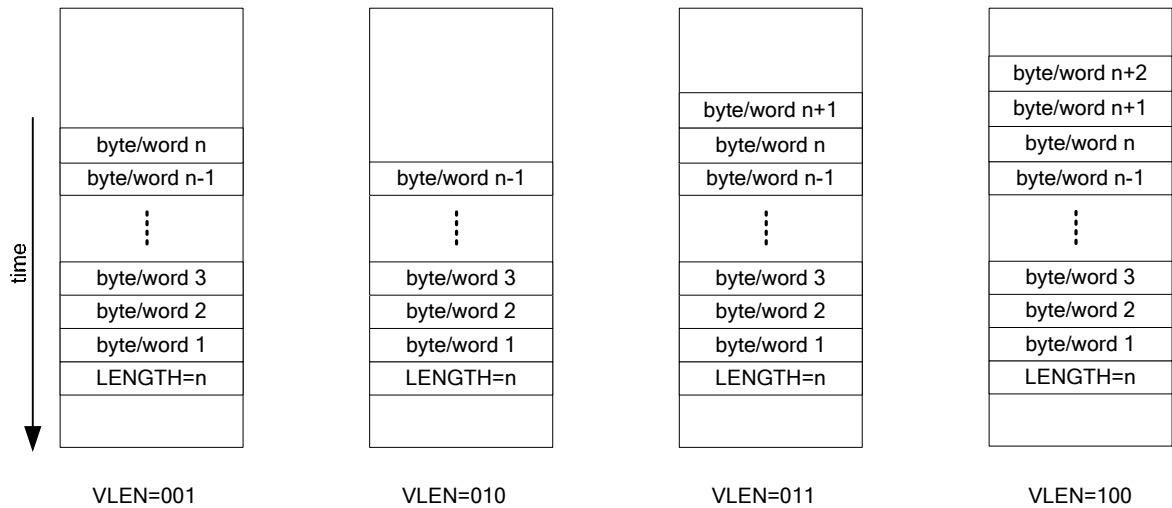 time
byte/word n
byte/word n-1
byte/word 3
byte/word 2
byte/word 1
LENGTH=n
VLEN=001
byte/word n-1
byte/word 3
byte/word 2
byte/word 1
LENGTH=n
VLEN=010
byte/word n+1
byte/word n
byte/word n-1
byte/word 3
byte/word 2
byte/word 1
LENGTH=n
VLEN=011
byte/word n+2
byte/word n+1
byte/word n
byte/word n-1
byte/word 3
byte/word 2
byte/word 1
LENGTH=n
VLEN=100